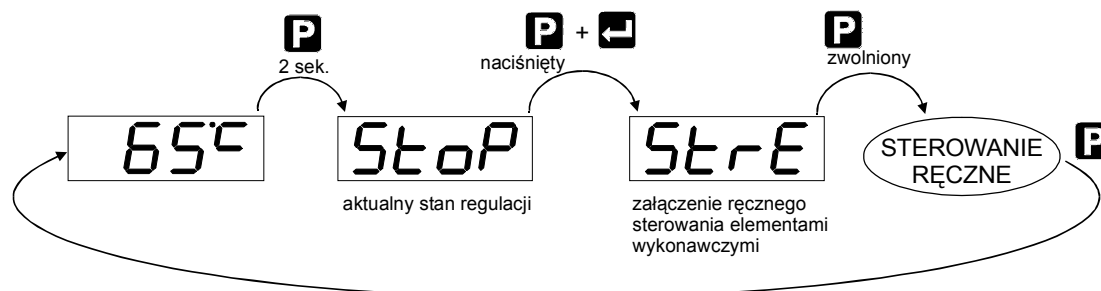 P
2 sek.
P + 
naciśnięty
P
zwolniony
65°C
StoP
StrE
STEROWANIE
RĘCZNE
P
aktualny stan regulacji
załączenie ręcznego
sterowania elementami
wykonawczymi